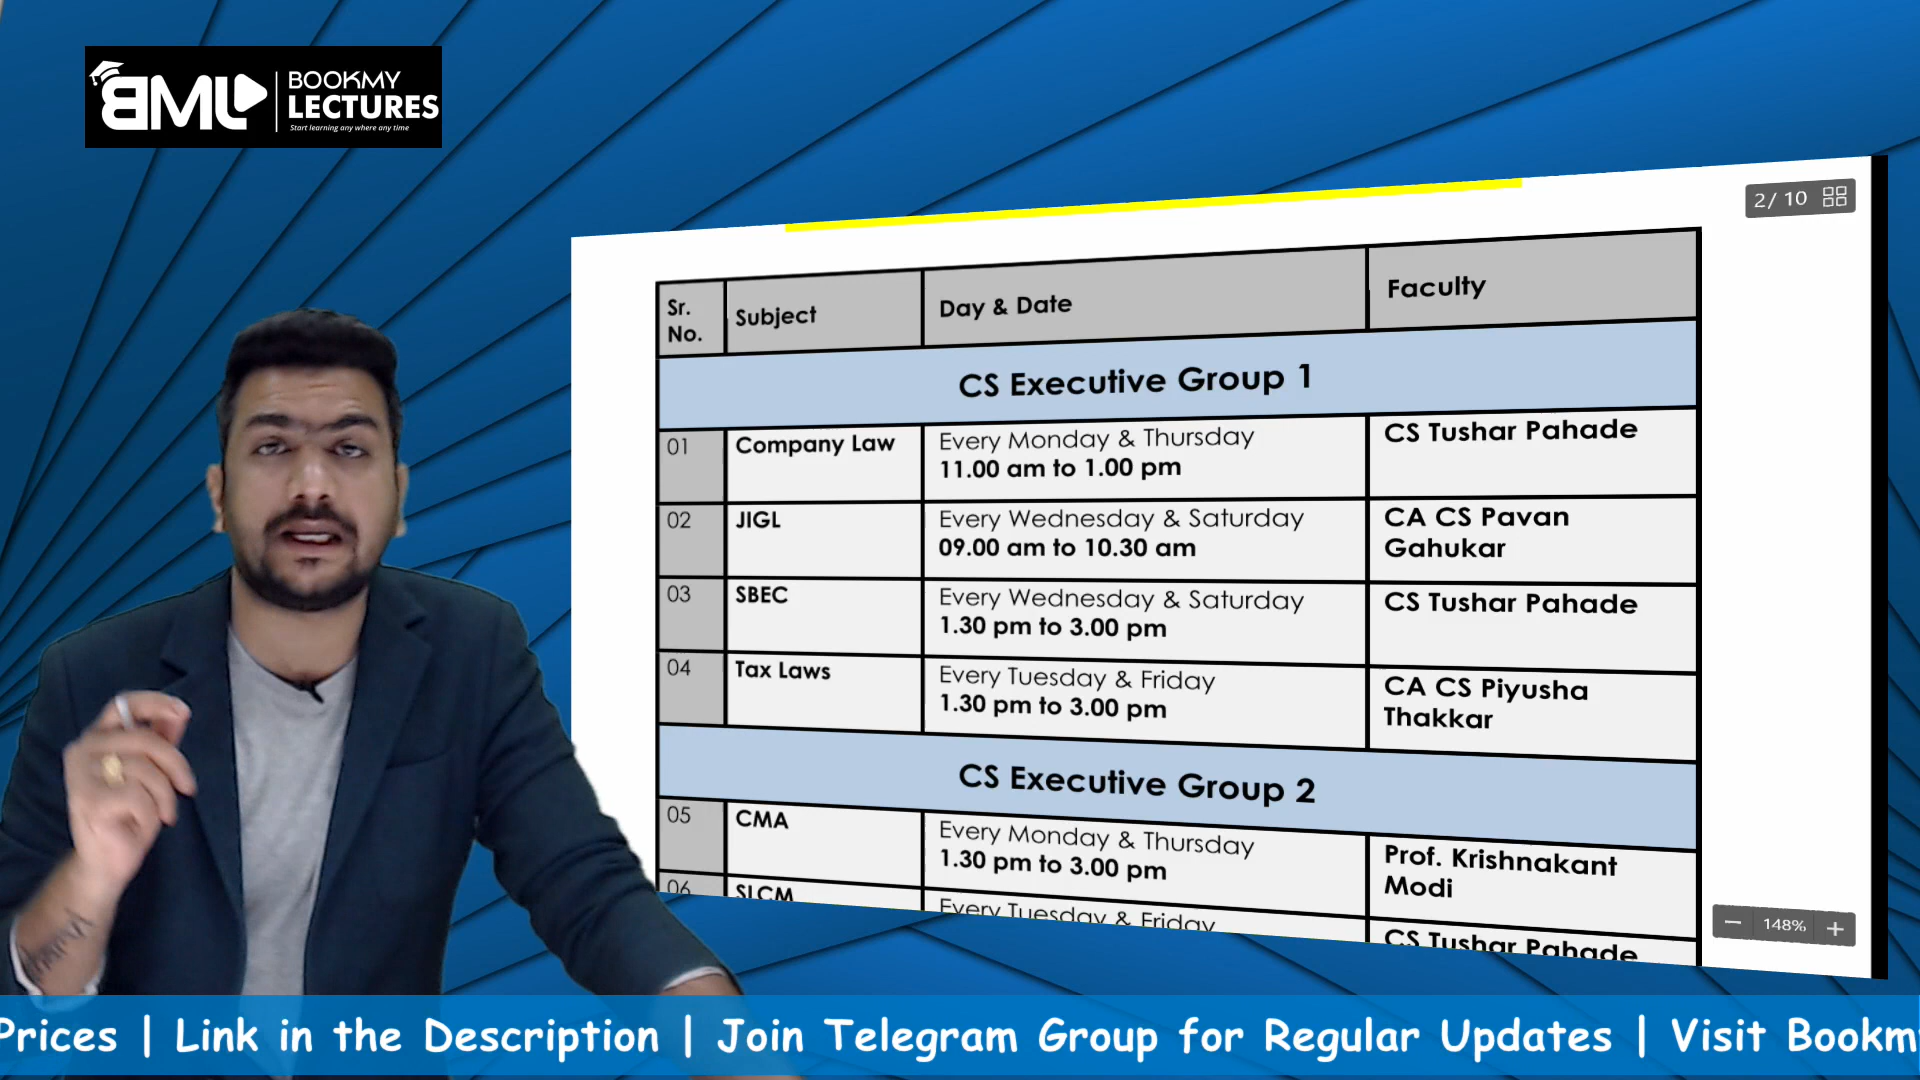 BML
BOOKMY
LECTURES
Start learning any where any time
2/ 10
Sr. No.
Subject
Day & Date
Faculty
CS Executive Group 1
01
Company Law
Every Monday & Thursday
11.00 am to 1.00 pm
CS Tushar Pahade
02
JIGL
Every Wednesday & Saturday
09.00 am to 10.30 am
CA CS Pavan
Gahukar
03
SBEC
Every Wednesday & Saturday
1.30 pm to 3.00 pm
CS Tushar Pahade
04
Tax Laws
Every Tuesday & Friday
1.30 pm to 3.00 pm
CA CS Piyusha
Thakkar
CS Executive Group 2
05
CMA
Every Monday & Thursday
1.30 pm to 3.00 pm
Prof. Krishnakant
Modi
06
SLCM
Every Tuesday & Friday
CS Tushar Pahade
148%
Prices | Link in the Description | Join Telegram Group for Regular Updates | Visit Bookm